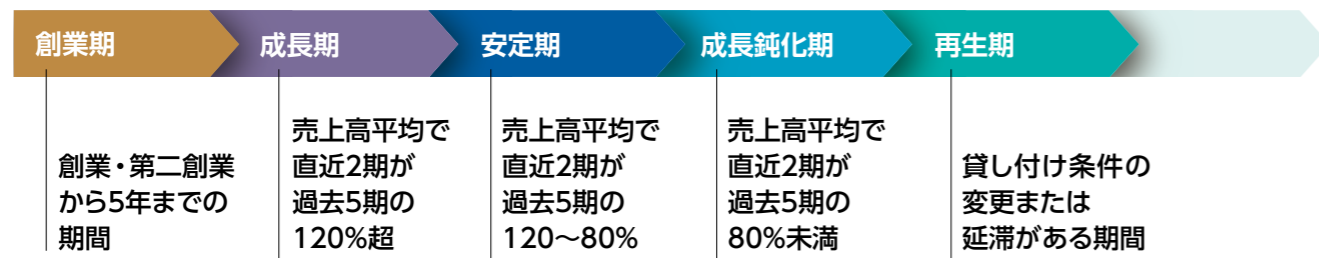 創業期
成長期
安定期
成長鈍化期
再生期
創業・第二創業
から5年までの
期間
売上高平均で
直近2期が
過去5期の
120%超
売上高平均で
直近2期が
過去5期の
120〜80%
売上高平均で
直近2期が
過去5期の
80%未満
貸し付け条件の
変更または
延滞がある期間